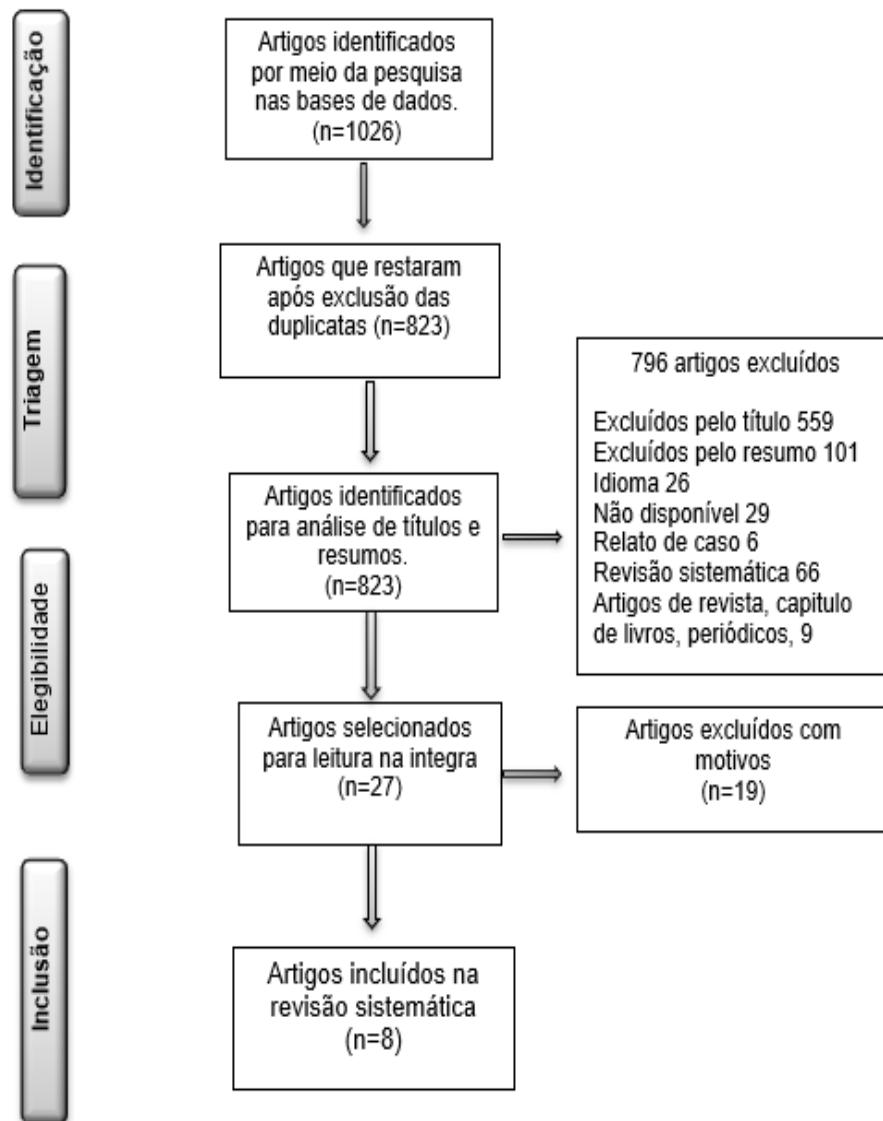 Identificação
Artigos identificados
por meio da pesquisa
nas bases de dados.
(n=1026)
Triagem
Artigos que restaram
após exclusão das
duplicatas (n=823)
Artigos identificados
para análise de títulos e
resumos.
(n=823)
796 artigos excluídos
Excluídos pelo título 559
Excluídos pelo resumo 101
Idioma 26
Não disponível 29
Relato de caso 6
Revisão sistemática 66
Artigos de revista, capitulo
de livros, periódicos, 9
Elegibilidade
Artigos selecionados
para leitura na integra
(n=27)
Artigos excluídos com
motivos
(n=19)
Inclusão
Artigos incluídos na
revisão sistemática
(n=8)